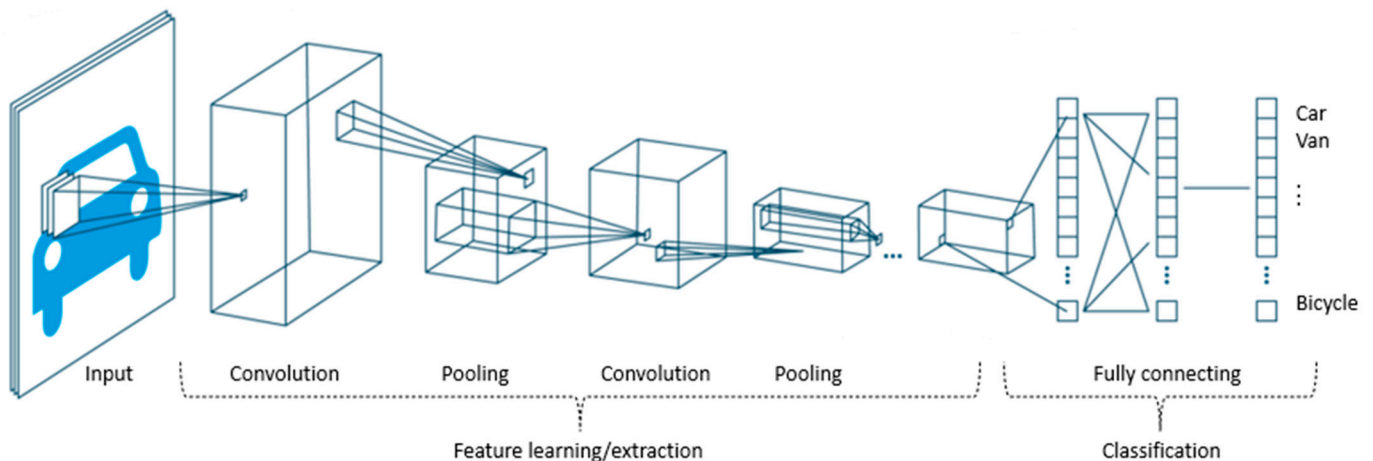 Car
Van
⋮
...
⋮ ⋮ ⋮
Bicycle
Input Convolution Pooling Convolution Pooling Fully connecting
Feature learning/extraction Classification